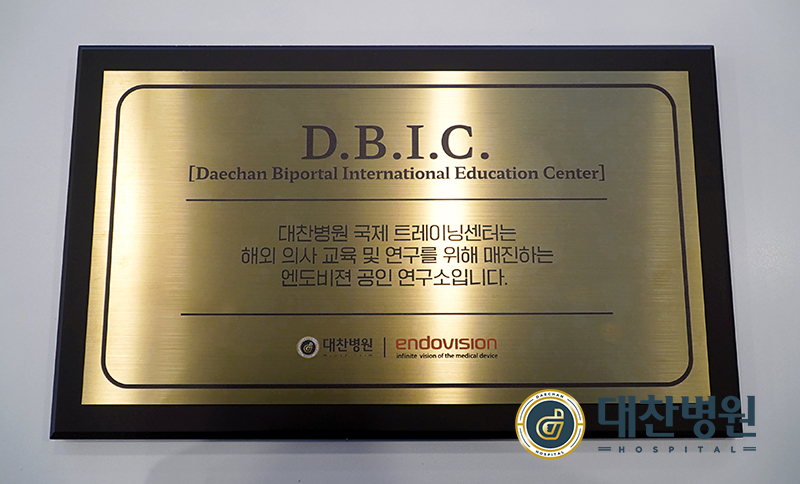 D.B.I.C.
[Daechan Biportal International Education Center]
대찬병원 국제 트레이닝센터는
해외 의사 교육 및 연구를 위해 매진하는
엔도비젼 공인 연구소입니다.
대찬병원 | endovision
infinite vision of the medical device
DAECHAN
HOSPITAL
대찬병원
HOSPITAL